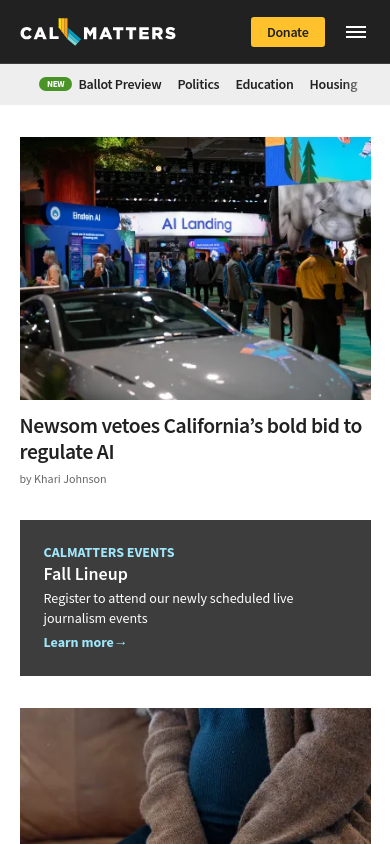 CALMATTERS
Donate
NEW Ballot Preview Politics Education Housing
Einstein AI
AI Landing
Newsom vetoes California’s bold bid to
regulate AI
by Khari Johnson
CALMATTERS EVENTS
Fall Lineup
Register to attend our newly scheduled live
journalism events
Learn more→